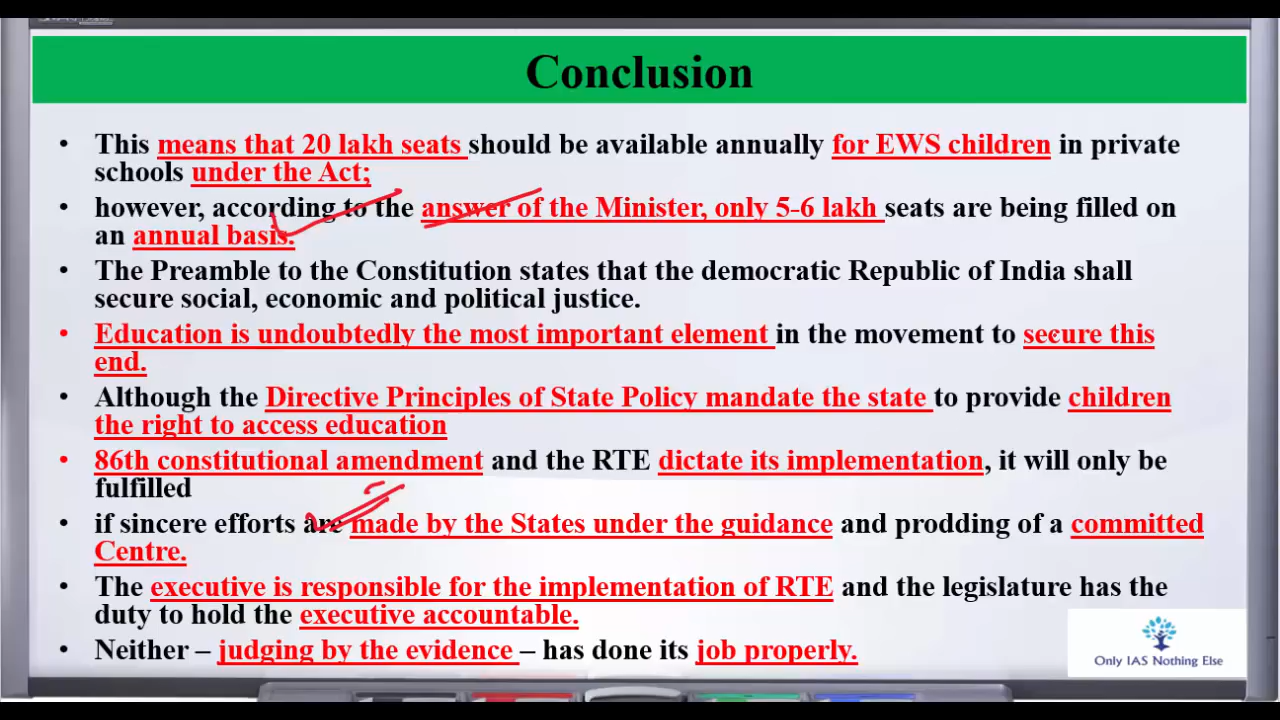 Conclusion
• This means that 20 lakh seats should be available annually for EWS children in private
schools under the Act;
• however, according to the answer of the Minister, only 5-6 lakh seats are being filled on
an annual basis.
• The Preamble to the Constitution states that the democratic Republic of India shall
secure social, economic and political justice.
• Education is undoubtedly the most important element in the movement to secure this
end.
• Although the Directive Principles of State Policy mandate the state to provide children
the right to access education
• 86th constitutional amendment and the RTE dictate its implementation, it will only be
fulfilled
• if sincere efforts are made by the States under the guidance and prodding of a committed
Centre.
• The executive is responsible for the implementation of RTE and the legislature has the
duty to hold the executive accountable.
• Neither – judging by the evidence – has done its job properly.
Only IAS Nothing Else